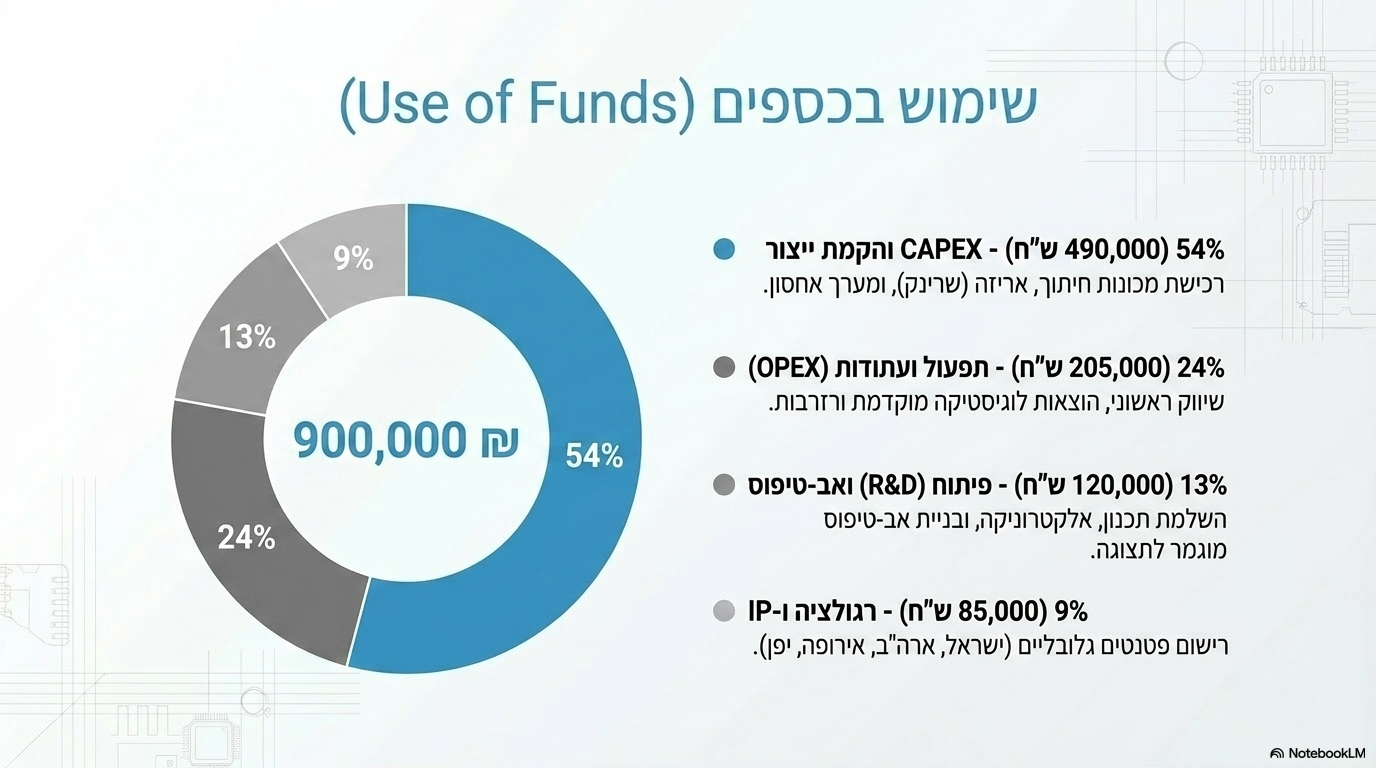 שימוש בכספים (Use of Funds)
9%
13%
24%
54%
900,000 ₪
54% (490,000 ש"ח) - CAPEX והקמת ייצור
רכישת מכונות חיתוך, אריזה (שרינק), ומערך אחסון.
24% (205,000 ש"ח) - תפעול ועתודות (OPEX)
שיווק ראשוני, הוצאות לוגיסטיקה מוקדמת ורזרבות.
13% (120,000 ש"ח) - פיתוח (R&D) ואב-טיפוס
השלמת תכנון, אלקטרוניקה, ובניית אב-טיפוס
מוגמר לתצוגה.
9% (85,000 ש"ח) - רגולציה ו-IP
רישום פטנטים גלובליים (ישראל, ארה"ב, אירופה, יפן).
NotebookLM